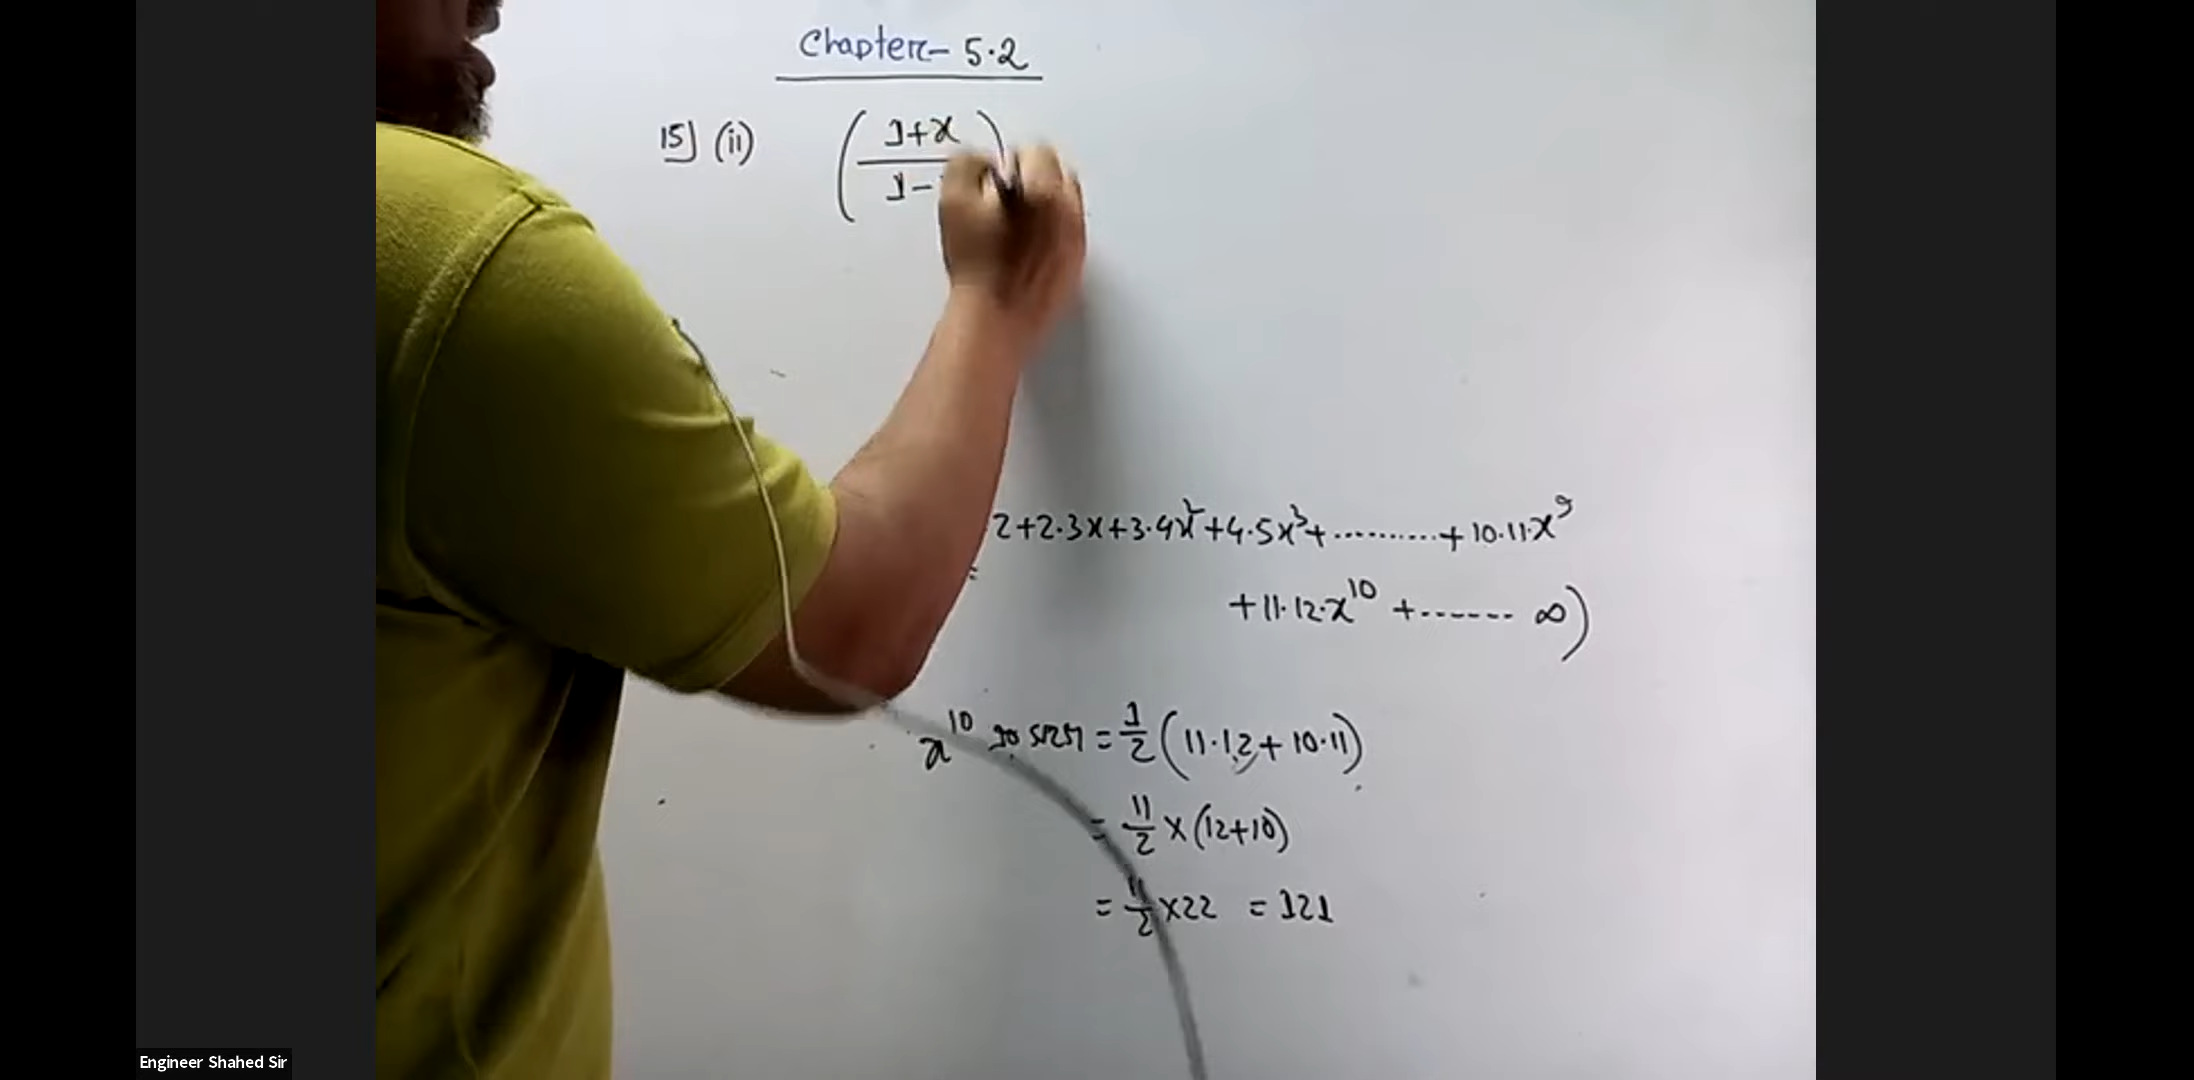 Chapter- 5.2
15] (ii) (1+x / 1-)
2+2·3x+3·4x²+4·5x³+..........+10·11·x⁹
=
+11·12·x¹⁰ +....... ∞)
x¹⁰ এর সহগ = 1/2 (11·12+10·11)
= 11/2 x (12+10)
= 11/2 x22 = 121
Engineer Shahed Sir